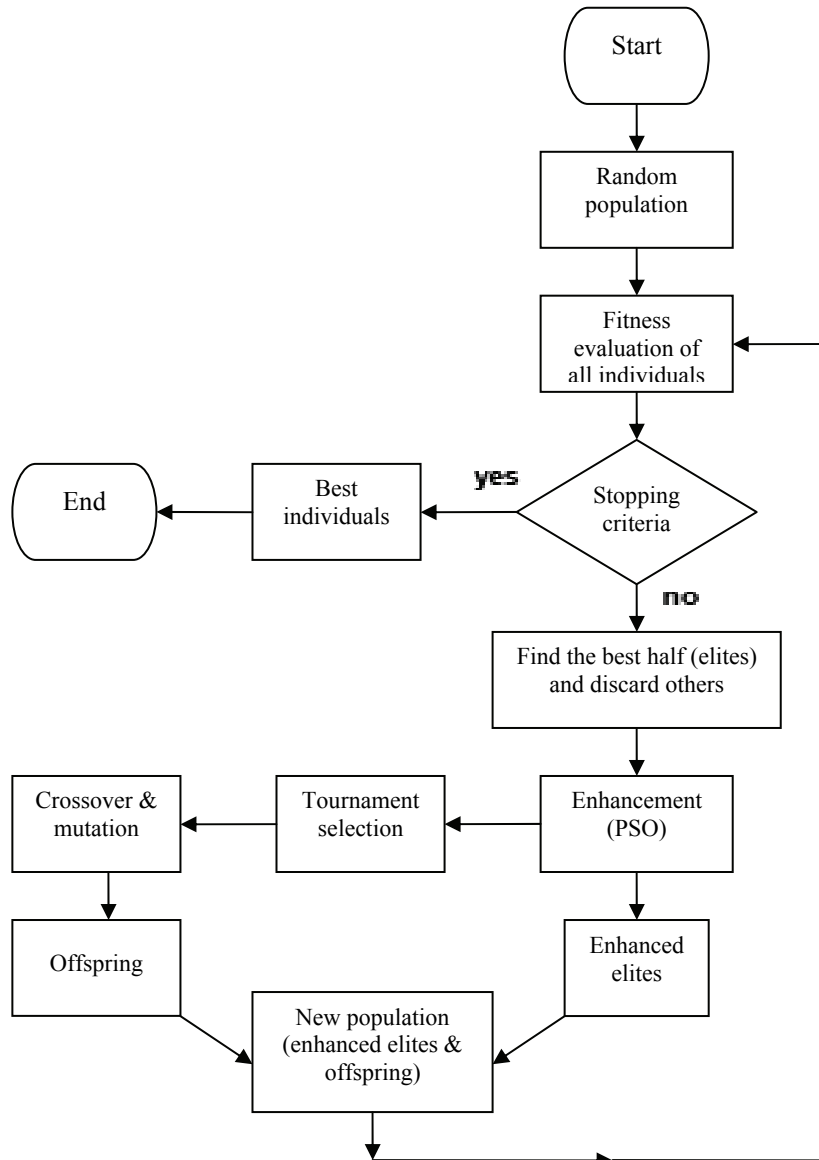 Start
Random
population
Fitness
evaluation of
all individuals
Stopping
criteria
yes
Best
individuals
End
no
Find the best half (elites)
and discard others
Enhancement
(PSO)
Tournament
selection
Crossover &
mutation
Offspring
Enhanced
elites
New population
(enhanced elites &
offspring)